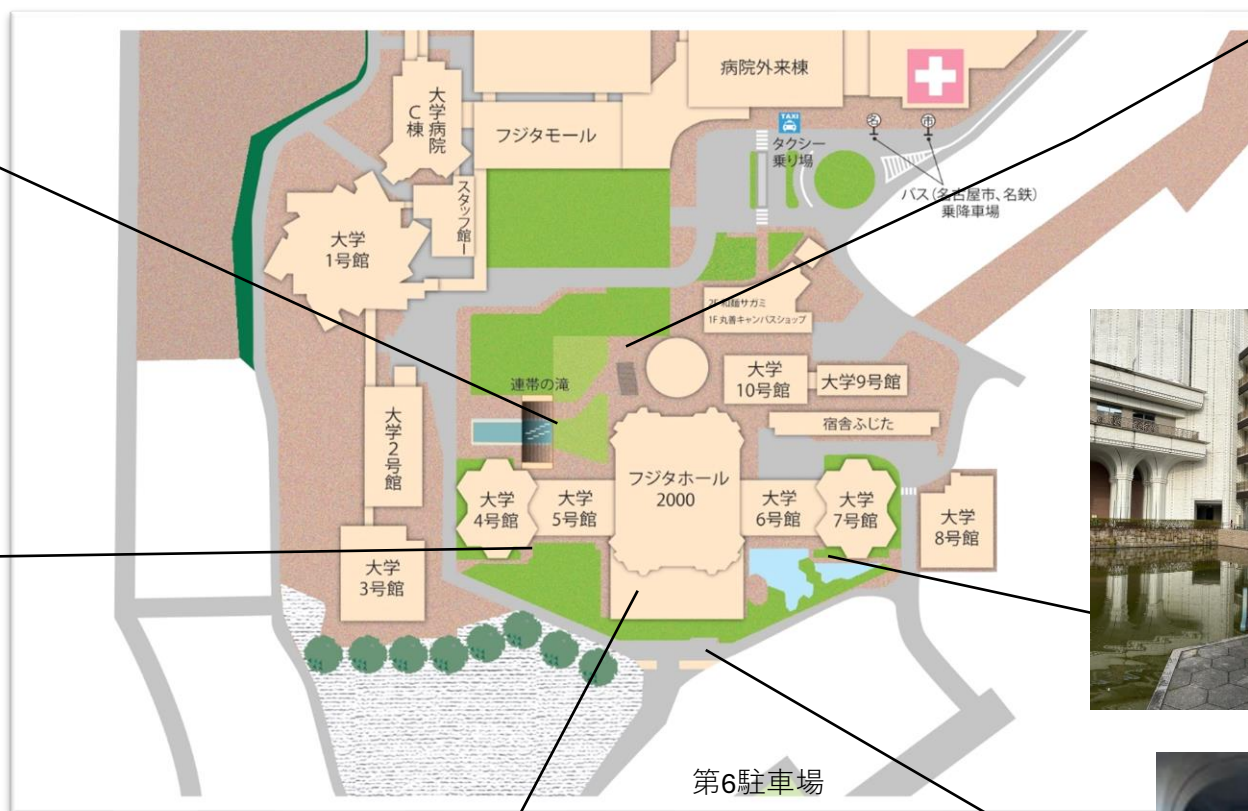 病院外来棟
大学病院
C棟
フジタモール
TAXI
タクシー
乗り場
名
市
バス(名古屋市、名鉄)
乗降車場
スタッフ館Ⅰ
大学
1号館
2F 和麺サガミ
1F 丸善キャンパスショップ
大学
10号館
大学9号館
連帯の滝
宿舎ふじた
大学2号館
フジタホール
2000
大学
4号館
大学
5号館
大学
6号館
大学
7号館
大学
8号館
大学
3号館
第6駐車場